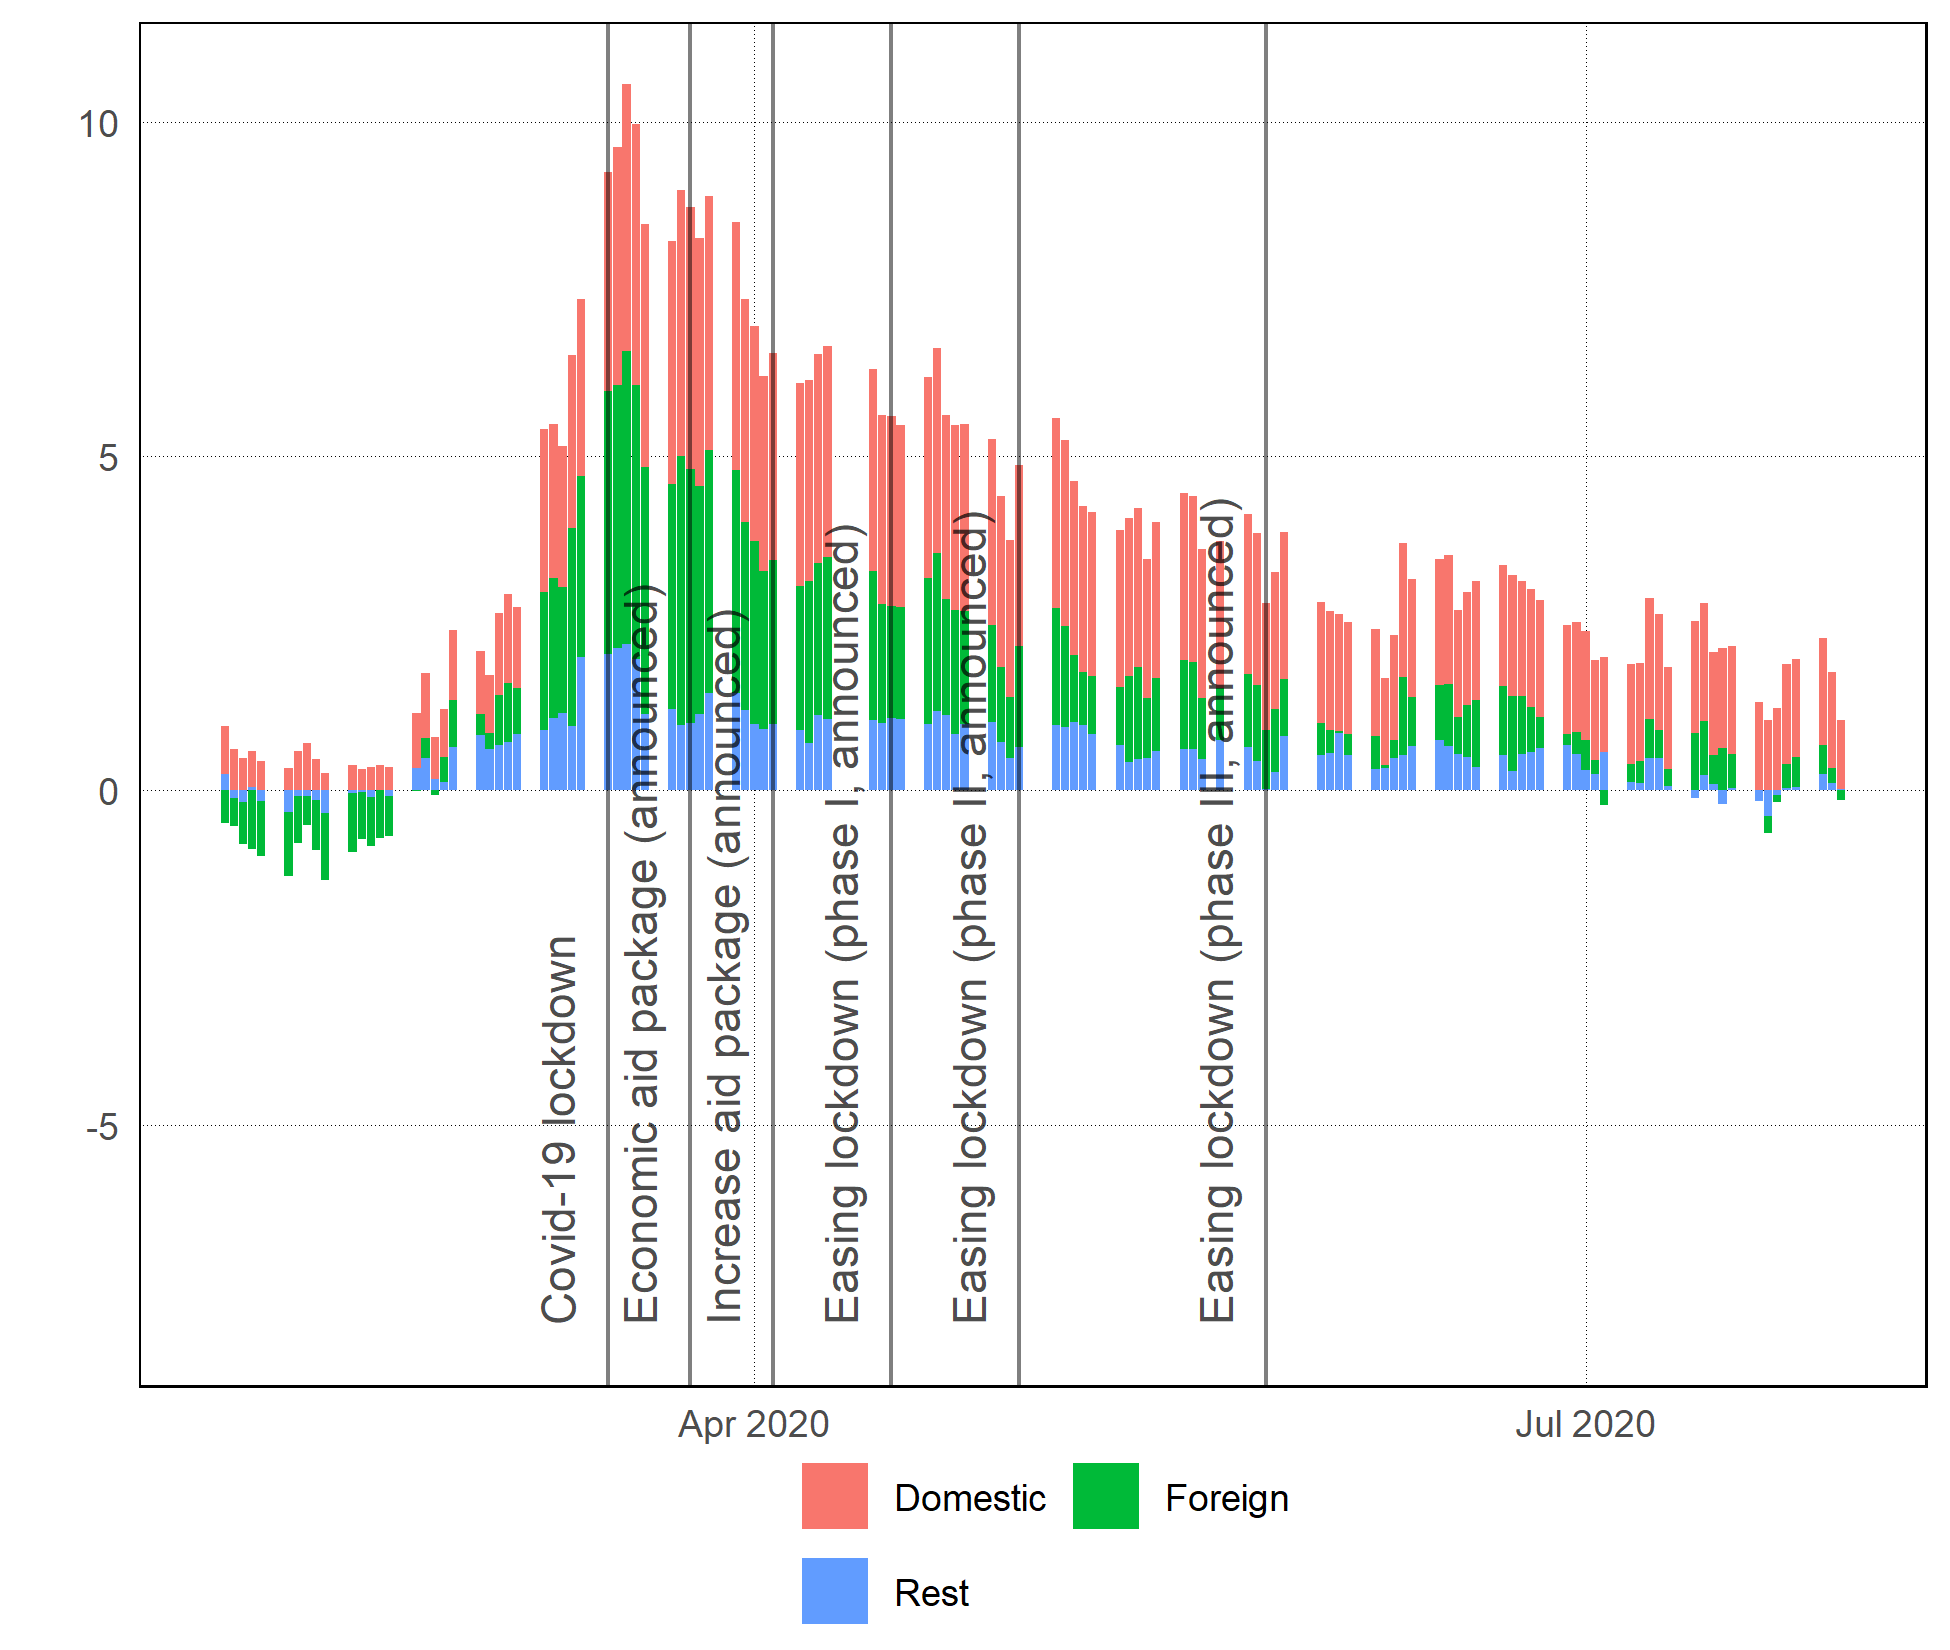 10
5
0
-5
Covid-19 lockdown
Economic aid package (announced)
Increase aid package (announced)
Easing lockdown (phase I, announced)
Easing lockdown (phase II, announced)
Easing lockdown (phase II, announced)
Apr 2020
Jul 2020
Domestic
Foreign
Rest